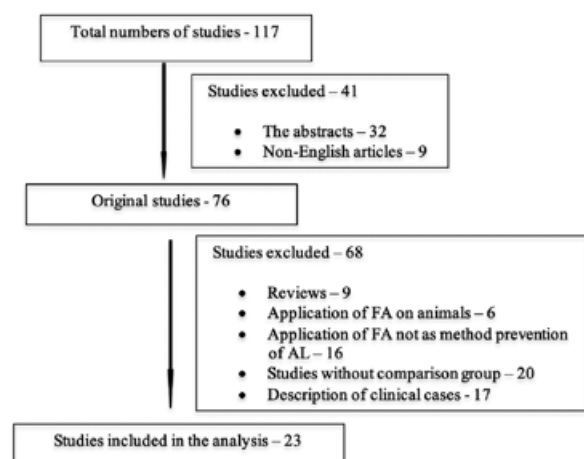 Total numbers of studies - 117
Studies excluded – 41
• The abstracts – 32
• Non-English articles – 9
Original studies - 76
Studies excluded – 68
• Reviews – 9
• Application of FA on animals – 6
• Application of FA not as method prevention
of AL – 16
• Studies without comparison group – 20
• Description of clinical cases - 17
Studies included in the analysis – 23